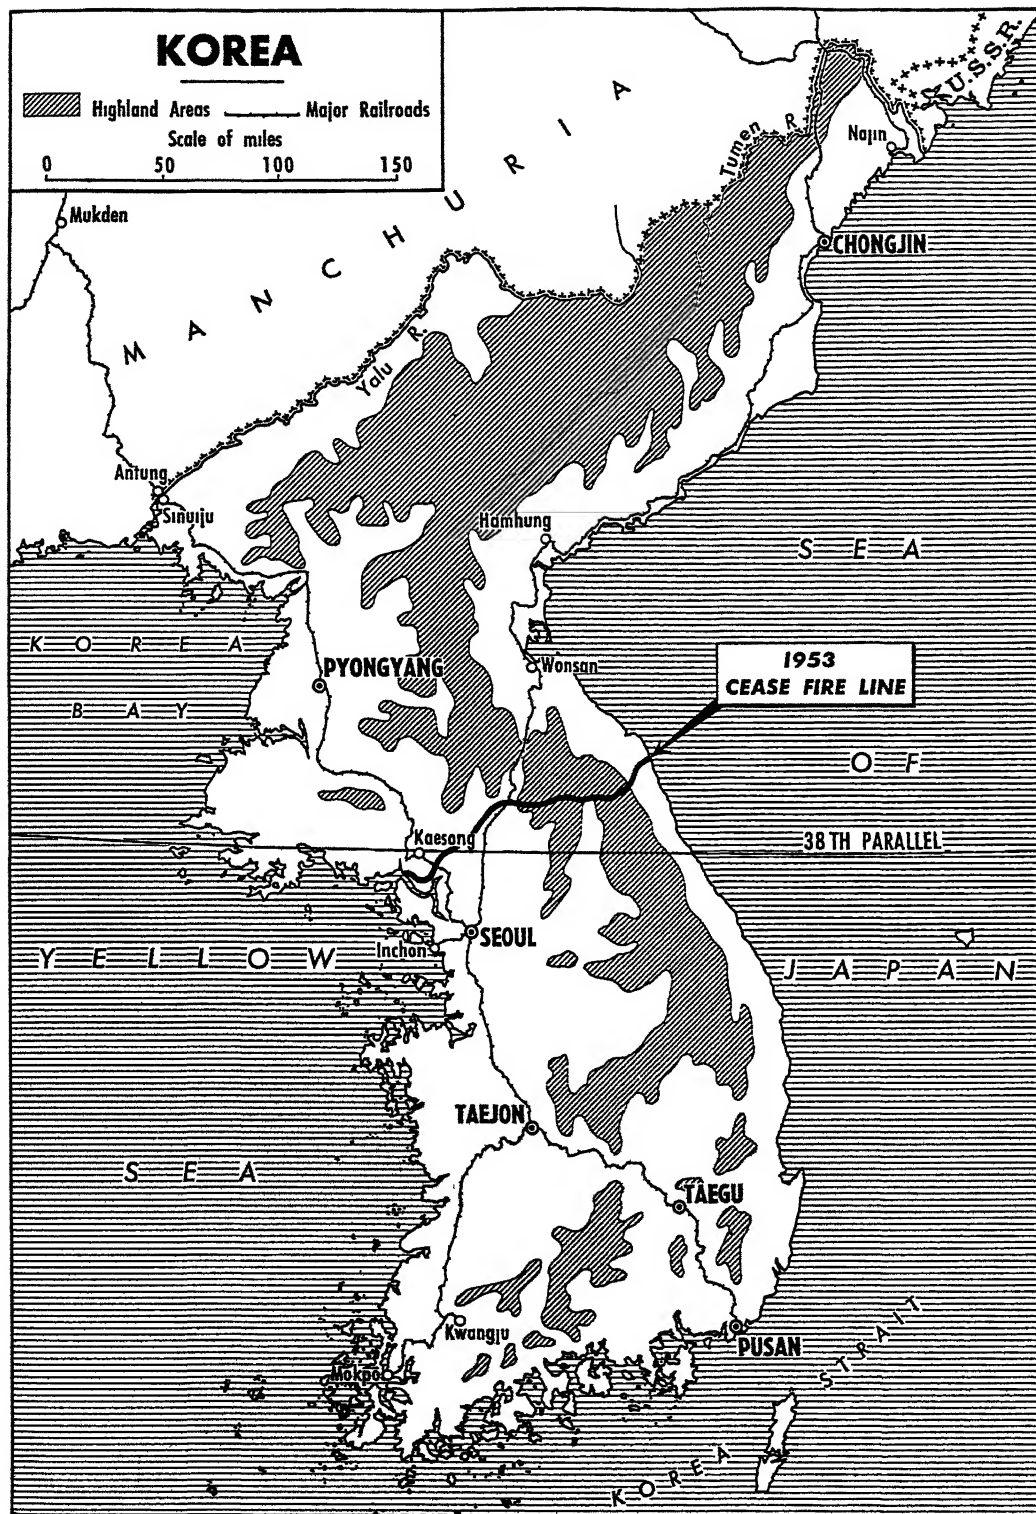 KOREA
Highland Areas Major Railroads
Scale of miles
0 50 100 150
U.S.S.R.
MANCHURIA
Tumen R.
Najin
Mukden
CHONGJIN
Yalu R.
Antung
Sinuiju
Hamhung
SEA
KOREA
BAY
PYONGYANG
Wonsan
1953
CEASE FIRE LINE
OF
Kaesong
38TH PARALLEL
YELLOW
Inchon
SEOUL
JAPAN
TAEJON
SEA
TAEGU
Kwangju
PUSAN
Mokpo
KOREA STRAIT